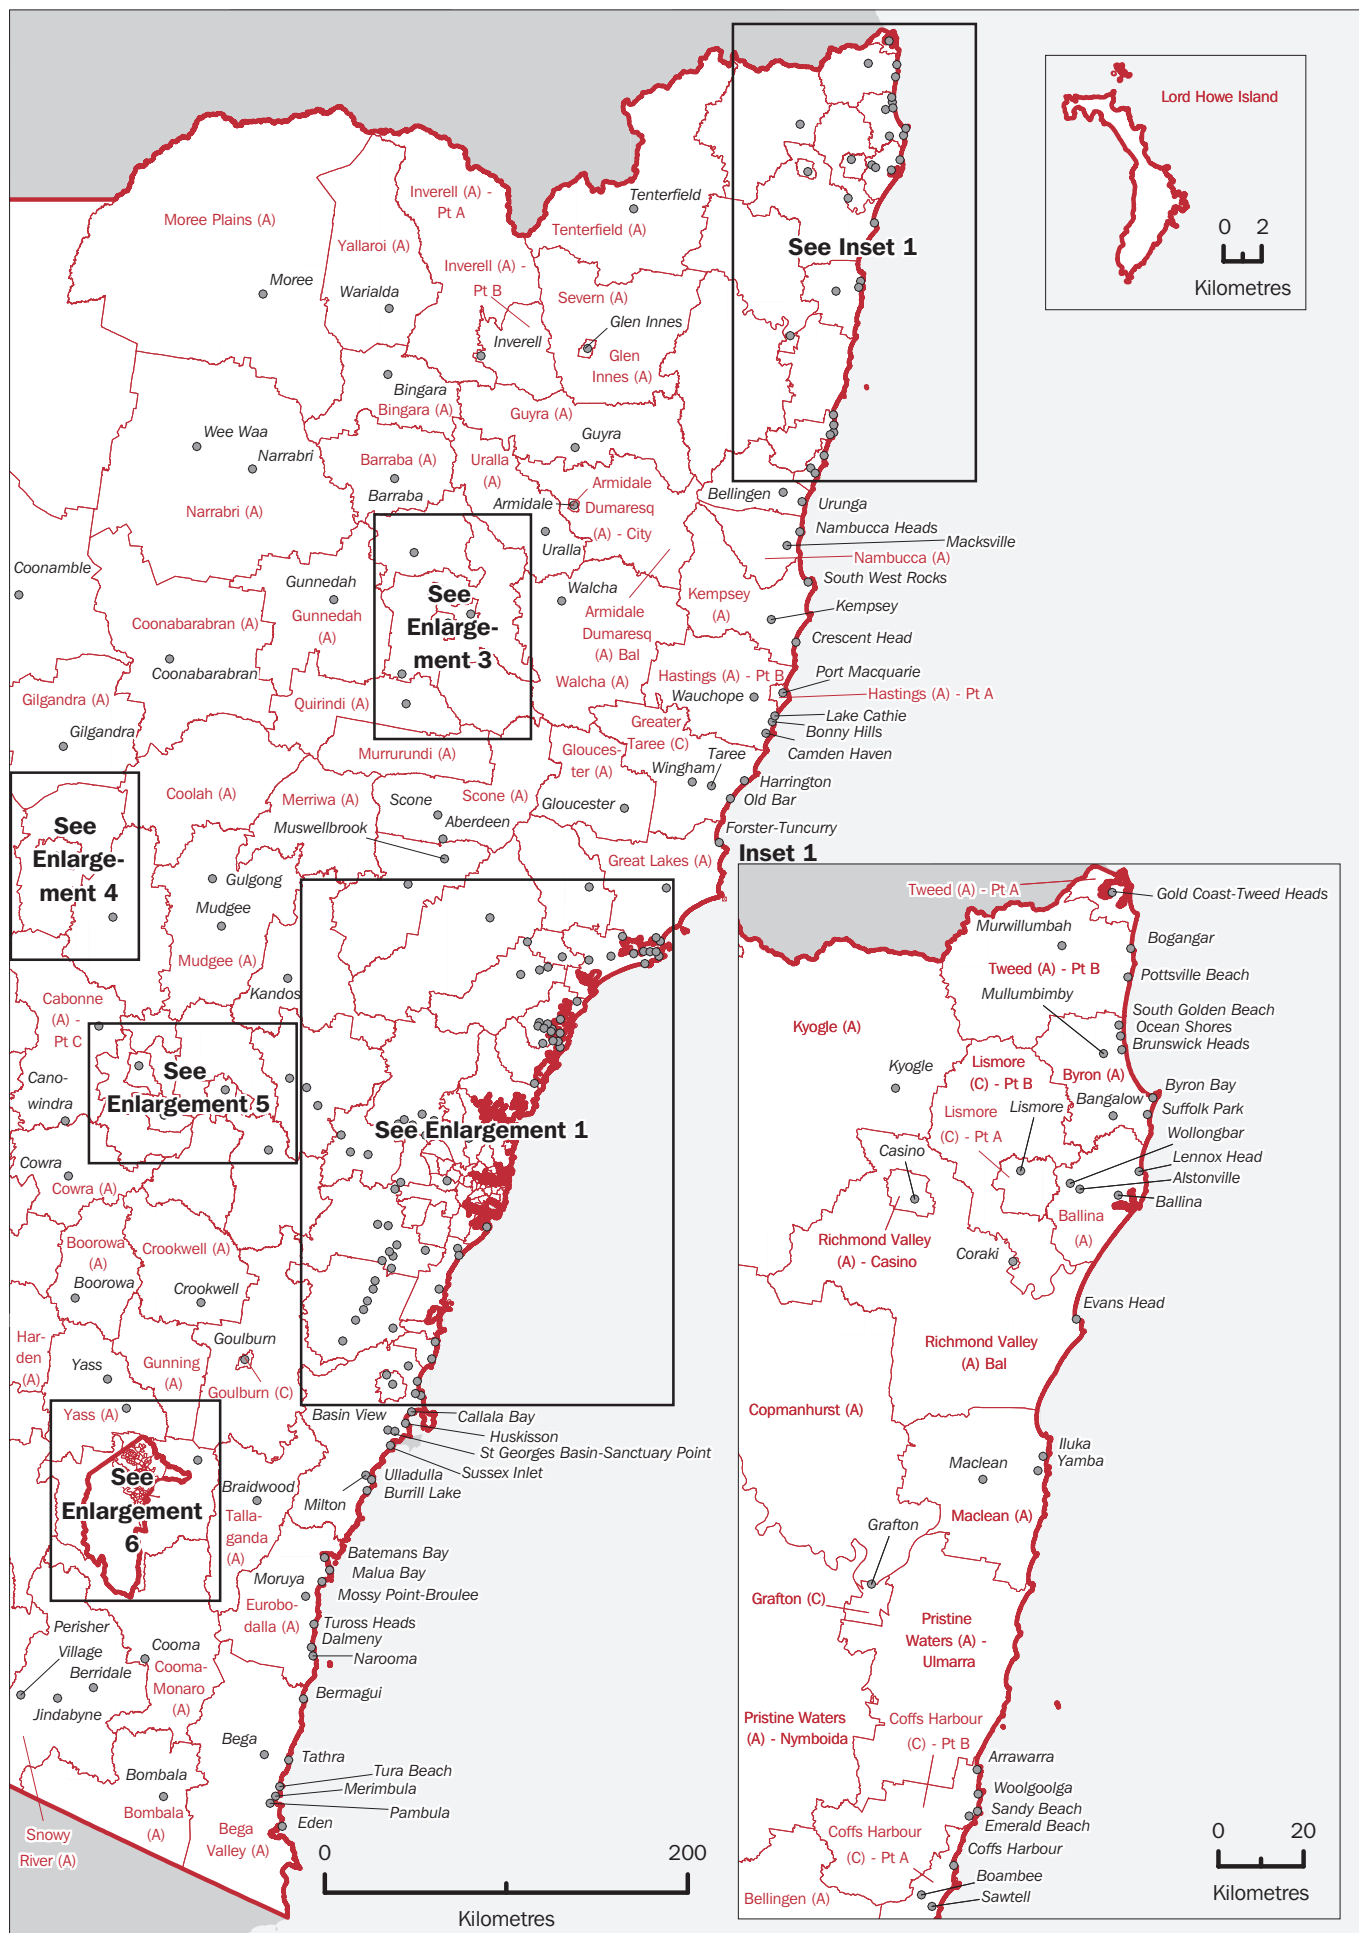 Lord Howe Island
0 2
Kilometres
Tenterfield
Inverell (A) -
Pt A
Moree Plains (A)
Tenterfield (A)
Yallaroi (A)
See Inset 1
Inverell (A) -
Pt B
Moree
Warialda
Severn (A)
Glen Innes
Inverell
Glen
Innes (A)
Bingara
Bingara (A)
Guyra (A)
Wee Waa
Guyra
Narrabri
Barraba (A)
Uralla
(A)
Armidale
Dumaresq
(A) - City
Barraba
Armidale
Bellingen
Urunga
Narrabri (A)
Nambucca Heads
Macksville
Uralla
Nambucca (A)
Coonamble
Gunnedah
South West Rocks
Walcha
Kempsey
(A)
See
Enlarge-
ment 3
Kempsey
Gunnedah
(A)
Armidale
Dumaresq
(A) Bal
Coonabarabran (A)
Crescent Head
Coonabarabran
Port Macquarie
Hastings (A) - Pt B
Walcha (A)
Wauchope
Hastings (A) - Pt A
Gilgandra (A)
Quirindi (A)
Lake Cathie
Greater
Taree (C)
Bonny Hills
Gilgandra
Camden Haven
Murrurundi (A)
Glouces-
ter (A)
Taree
Wingham
Harrington
Coolah (A)
Merriwa (A)
Scone
Scone (A)
Gloucester
Old Bar
See
Enlarge-
ment 4
Muswellbrook
Aberdeen
Forster-Tuncurry
Great Lakes (A)
Inset 1
Gulgong
Mudgee
Mudgee (A)
Kandos
Cabonne
(A) -
Pt C
See
Enlargement 5
Cano-
windra
See Enlargement 1
Cowra
Cowra (A)
Boorowa
(A)
Crookwell (A)
Boorowa
Crookwell
Har-
den
(A)
Goulburn
Yass
Gunning
(A)
Goulburn (C)
Yass (A)
Basin View
Callala Bay
Huskisson
St Georges Basin-Sanctuary Point
Sussex Inlet
See
Enlargement
6
Braidwood
Ulladulla
Burrill Lake
Milton
Talla-
ganda
(A)
Batemans Bay
Malua Bay
Moruya
Mossy Point-Broulee
Eurobo-
dalla (A)
Tuross Heads
Dalmeny
Narooma
Perisher
Village
Cooma
Berridale
Cooma-
Monaro
(A)
Jindabyne
Bermagui
Bega
Tathra
Bombala
Tura Beach
Merimbula
Pambula
Bombala
(A)
Eden
Bega
Valley (A)
Snowy
River (A)
0 200
Kilometres
Tweed (A) - Pt A
Gold Coast-Tweed Heads
Murwillumbah
Bogangar
Tweed (A) - Pt B
Pottsville Beach
Mullumbimby
South Golden Beach
Ocean Shores
Brunswick Heads
Kyogle (A)
Kyogle
Lismore
(C) - Pt B
Byron (A)
Byron Bay
Bangalow
Suffolk Park
Lismore
Lismore
(C) - Pt A
Wollongbar
Casino
Lennox Head
Alstonville
Ballina
Ballina
(A)
Richmond Valley
(A) - Casino
Coraki
Evans Head
Richmond Valley
(A) Bal
Copmanhurst (A)
Iluka
Yamba
Maclean
Maclean (A)
Grafton
Grafton (C)
Pristine
Waters (A) -
Ulmarra
Pristine Waters
(A) - Nymboida
Coffs Harbour
(C) - Pt B
Arrawarra
Woolgoolga
Sandy Beach
Emerald Beach
Coffs Harbour
(C) - Pt A
Coffs Harbour
Boambee
Sawtell
Bellingen (A)
0 20
Kilometres